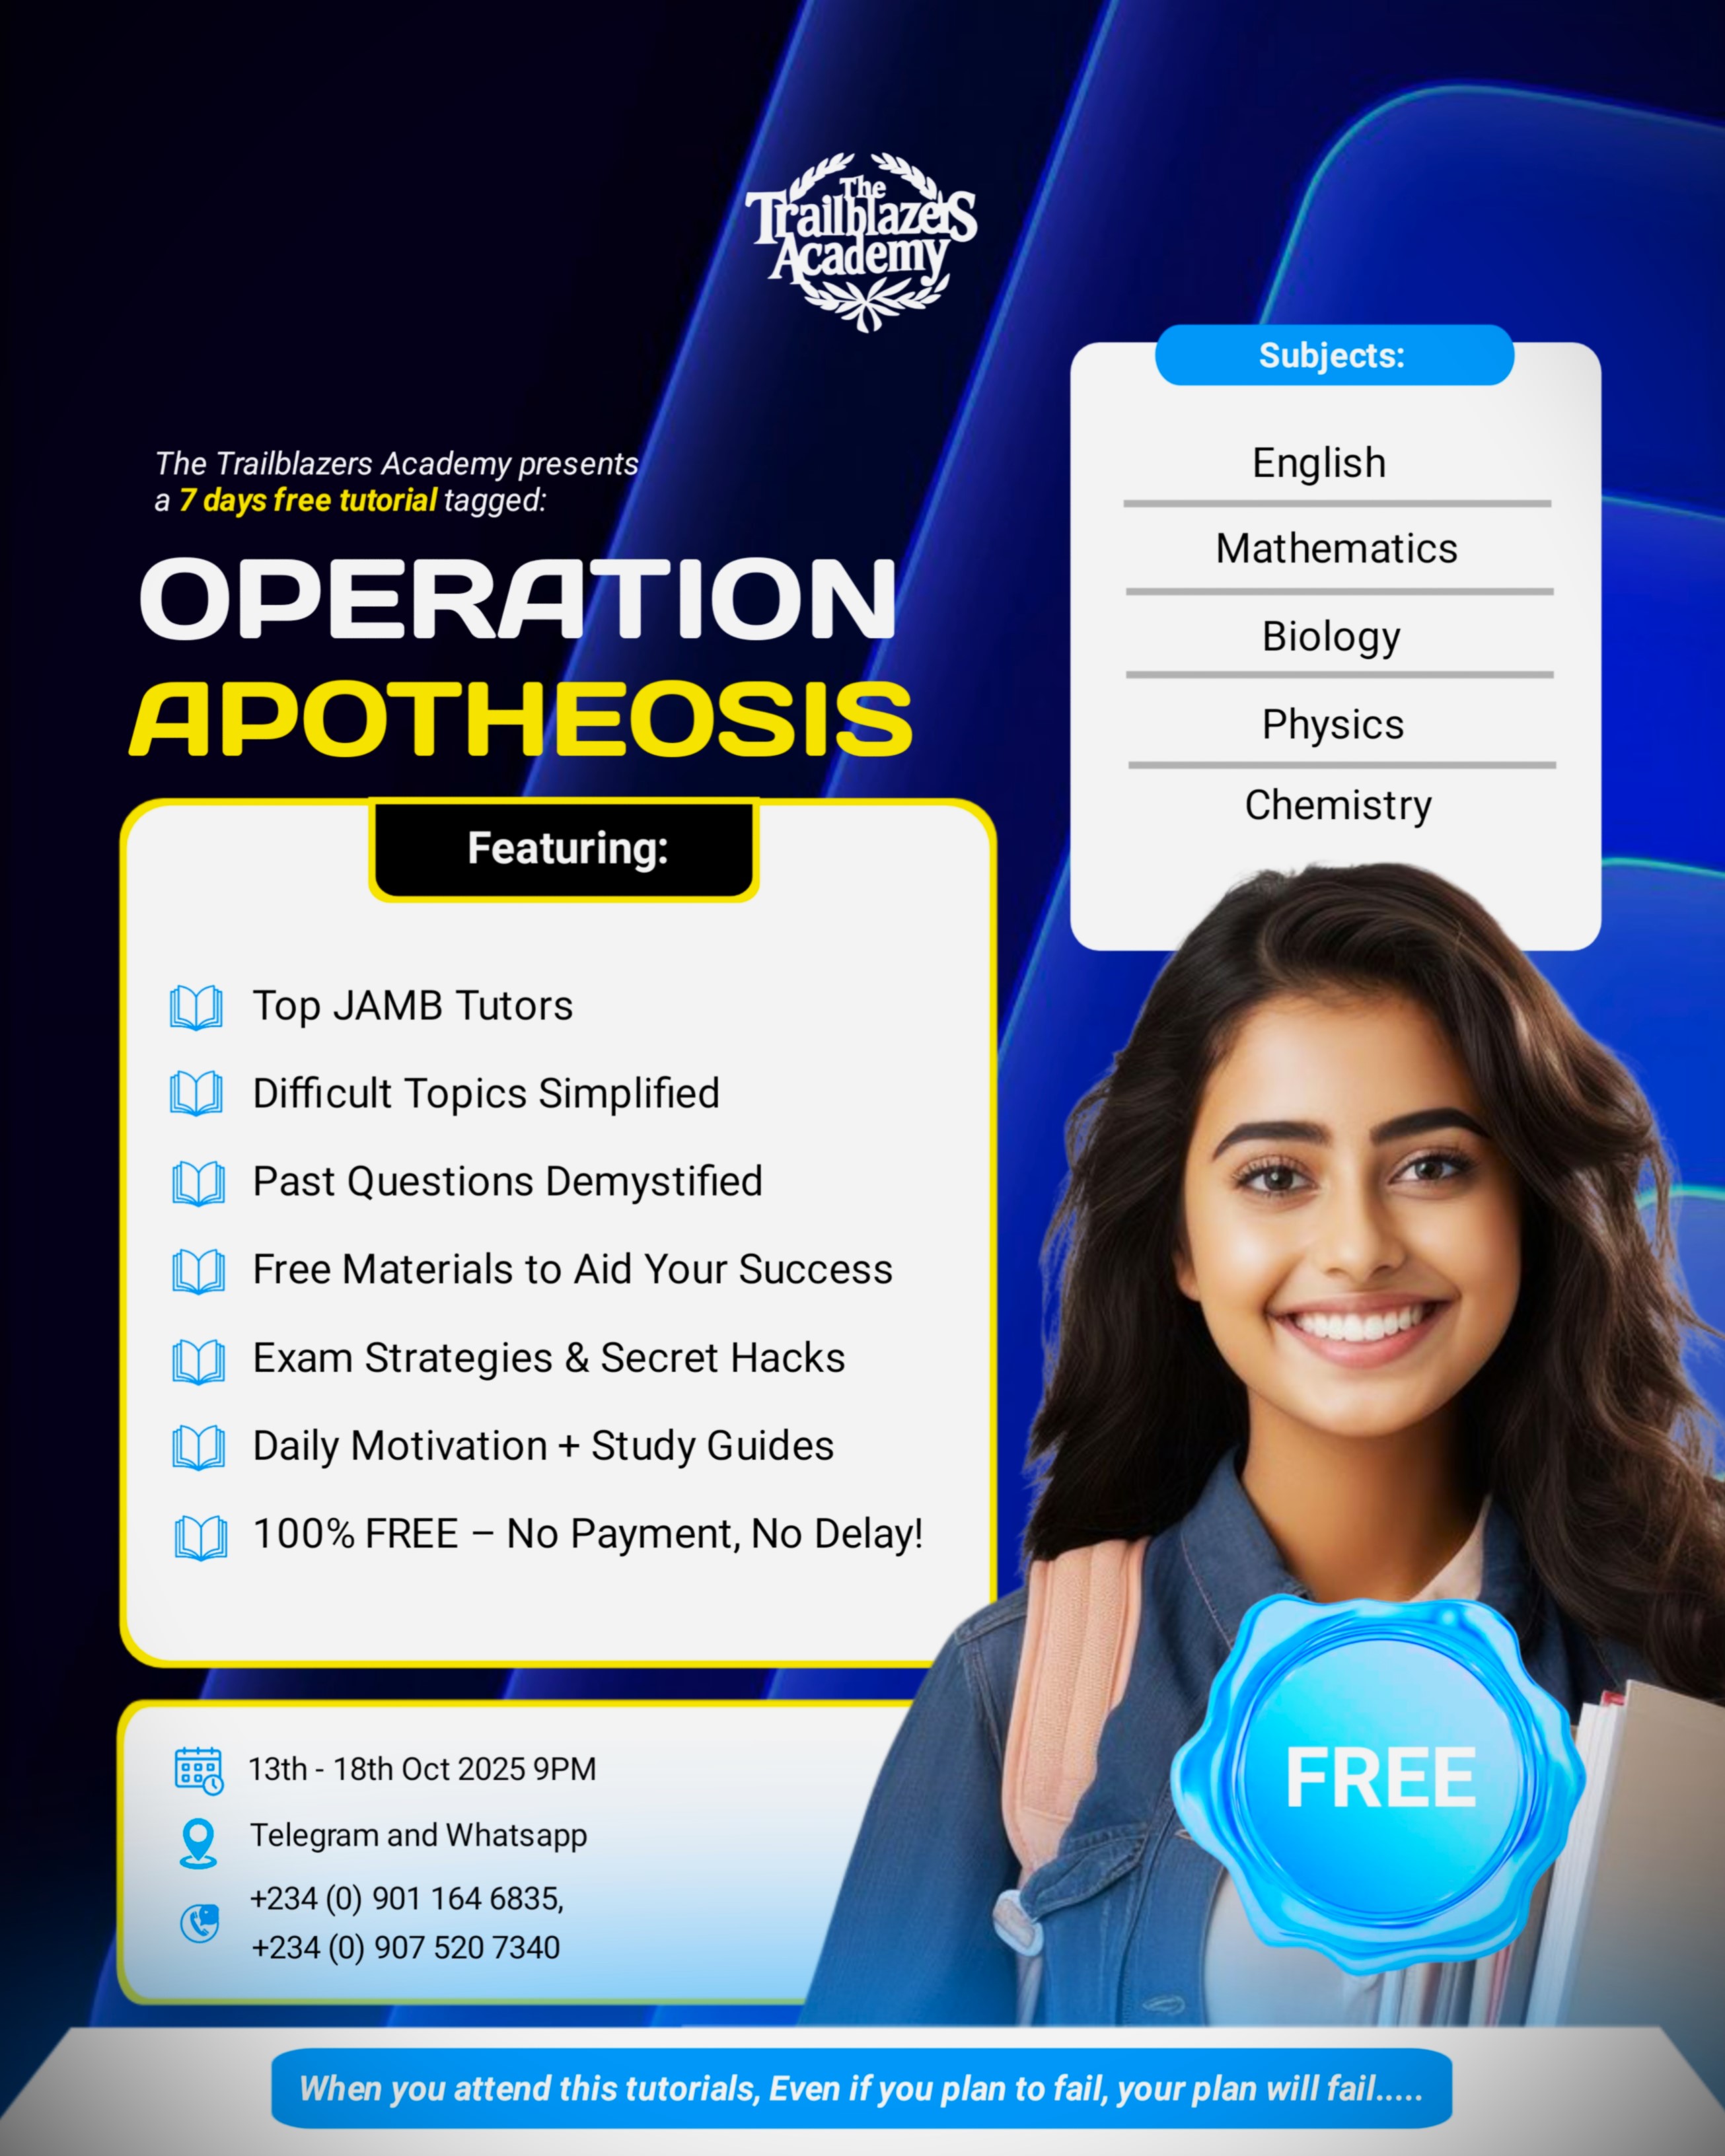 The
Trailblazers
Academy
The Trailblazers Academy presents
a 7 days free tutorial tagged:
OPERATION
APOTHEOSIS
Subjects:
English
Mathematics
Biology
Physics
Chemistry
Featuring:
Top JAMB Tutors
Difficult Topics Simplified
Past Questions Demystified
Free Materials to Aid Your Success
Exam Strategies & Secret Hacks
Daily Motivation + Study Guides
100% FREE – No Payment, No Delay!
13th - 18th Oct 2025 9PM
Telegram and Whatsapp
+234 (0) 901 164 6835,
+234 (0) 907 520 7340
FREE
When you attend this tutorials, Even if you plan to fail, your plan will fail.....